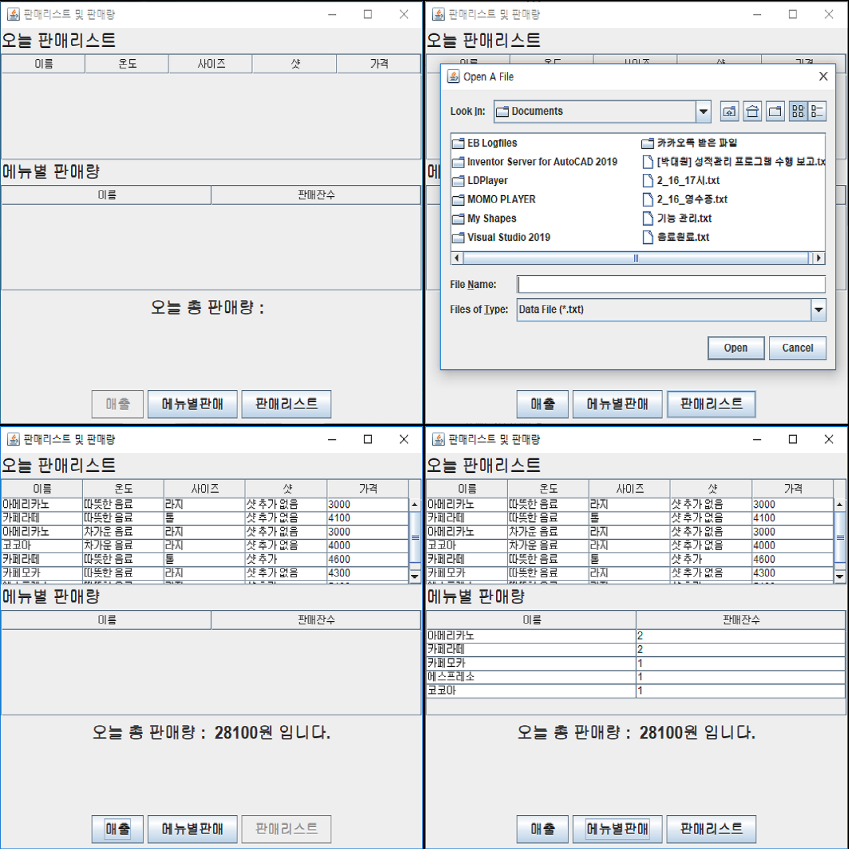 판매리스트 및 판매량
오늘 판매리스트
이름 온도 사이즈 샷 가격
메뉴별 판매량
이름 판매잔수
오늘 총 판매량 :
매출 메뉴별판매 판매리스트
판매리스트 및 판매량
오늘 판매리스트
Open A File
Look In: Documents
EB Logfiles
Inventor Server for AutoCAD 2019
LDPlayer
MOMO PLAYER
My Shapes
Visual Studio 2019
카카오톡 받은 파일
[박대원] 성적관리 프로그램 수행 보고.tx
2_16_17시.txt
2_16_영수증.txt
기능 관리.txt
음료원료.txt
File Name:
Files of Type: Data File (*.txt)
Open Cancel
매출 메뉴별판매 판매리스트
판매리스트 및 판매량
오늘 판매리스트
이름 온도 사이즈 샷 가격
아메리카노 따뜻한 음료 라지 샷 추가 없음 3000
카페라떼 따뜻한 음료 톨 샷 추가 없음 4100
아메리카노 차가운 음료 라지 샷 추가 없음 3000
코코아 차가운 음료 라지 샷 추가 없음 4000
카페라떼 따뜻한 음료 톨 샷 추가 4600
카페모카 따뜻한 음료 라지 샷 추가 없음 4300
메뉴별 판매량
이름 판매잔수
오늘 총 판매량 : 28100원 입니다.
매출 메뉴별판매 판매리스트
판매리스트 및 판매량
오늘 판매리스트
이름 온도 사이즈 샷 가격
아메리카노 따뜻한 음료 라지 샷 추가 없음 3000
카페라떼 따뜻한 음료 톨 샷 추가 없음 4100
아메리카노 차가운 음료 라지 샷 추가 없음 3000
코코아 차가운 음료 라지 샷 추가 없음 4000
카페라떼 따뜻한 음료 톨 샷 추가 4600
카페모카 따뜻한 음료 라지 샷 추가 없음 4300
메뉴별 판매량
이름 판매잔수
아메리카노 2
카페라떼 2
카페모카 1
에스프레소 1
코코아 1
오늘 총 판매량 : 28100원 입니다.
매출 메뉴별판매 판매리스트